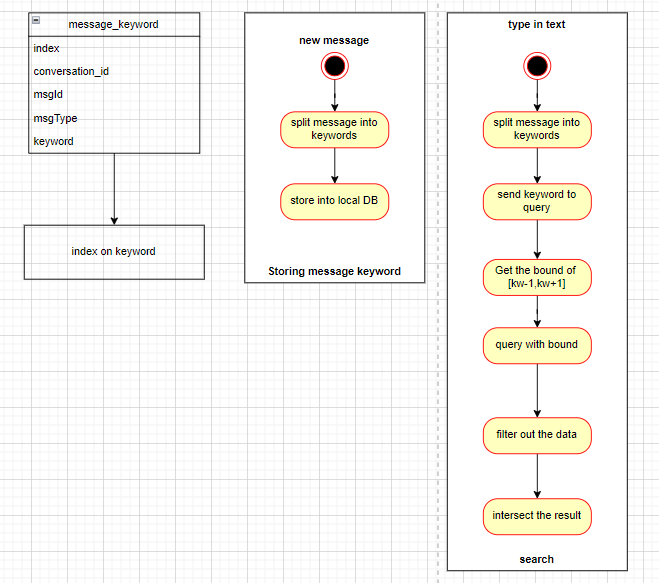 message_keyword
index
conversation_id
msgId
msgType
keyword
index on keyword
new message
split message into
keywords
store into local DB
Storing message keyword
type in text
split message into
keywords
send keyword to
query
Get the bound of
[kw-1,kw+1]
query with bound
filter out the data
intersect the result
search